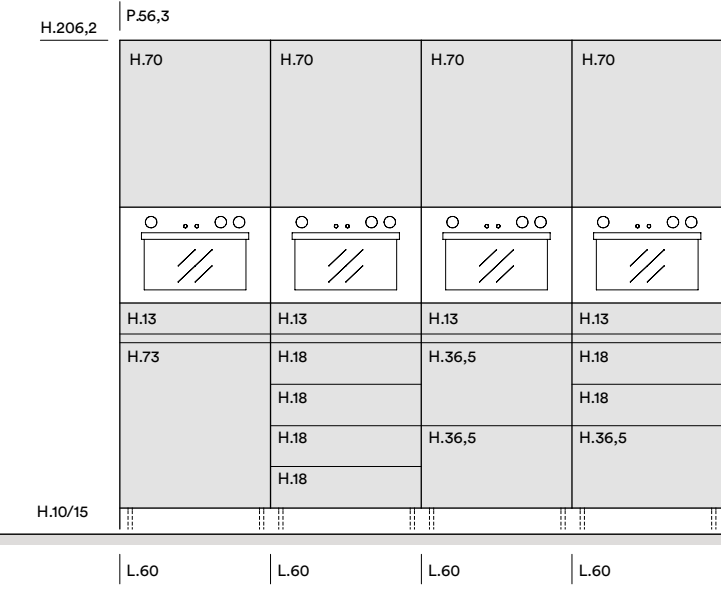 P.56,3
H.206,2
H.70 H.70 H.70 H.70
H.13 H.13 H.13 H.13
H.73 H.18 H.36,5 H.18
H.18 H.18
H.18 H.36,5 H.36,5
H.18
H.10/15
L.60 L.60 L.60 L.60